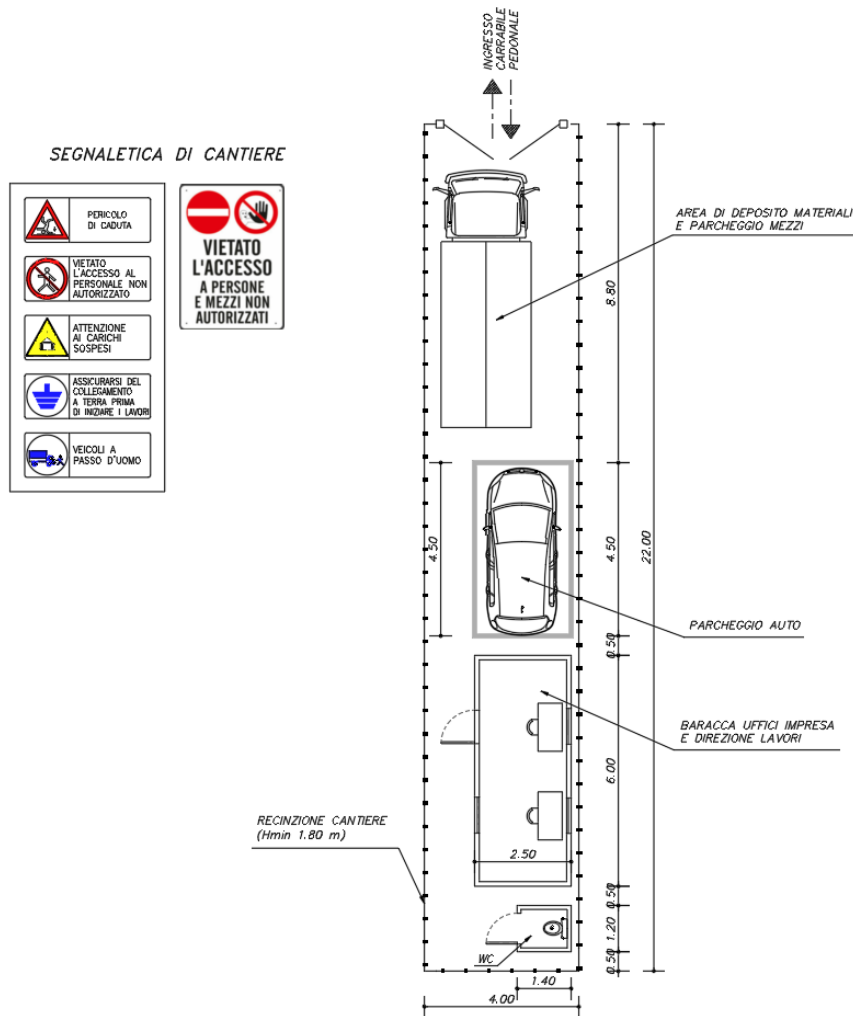 INGRESSO
CARRABILE
PEDONALE
SEGNALETICA DI CANTIERE
PERICOLO
DI CADUTA
VIETATO
L'ACCESSO AL
PERSONALE NON
AUTORIZZATO
ATTENZIONE
AI CARICHI
SOSPESI
ASSICURARSI DEL
COLLEGAMENTO
A TERRA PRIMA
DI INIZIARE I LAVORI
VEICOLI A
PASSO D'UOMO
VIETATO
L'ACCESSO
A PERSONE
E MEZZI NON
AUTORIZZATI
AREA DI DEPOSITO MATERIALI
E PARCHEGGIO MEZZI
8.80
4.50
4.50
22.00
PARCHEGGIO AUTO
0.50
BARACCA UFFICI IMPRESA
E DIREZIONE LAVORI
6.00
RECINZIONE CANTIERE
(Hmin 1.80 m)
2.50
0.50
1.20
WC
0.50
1.40
4.00